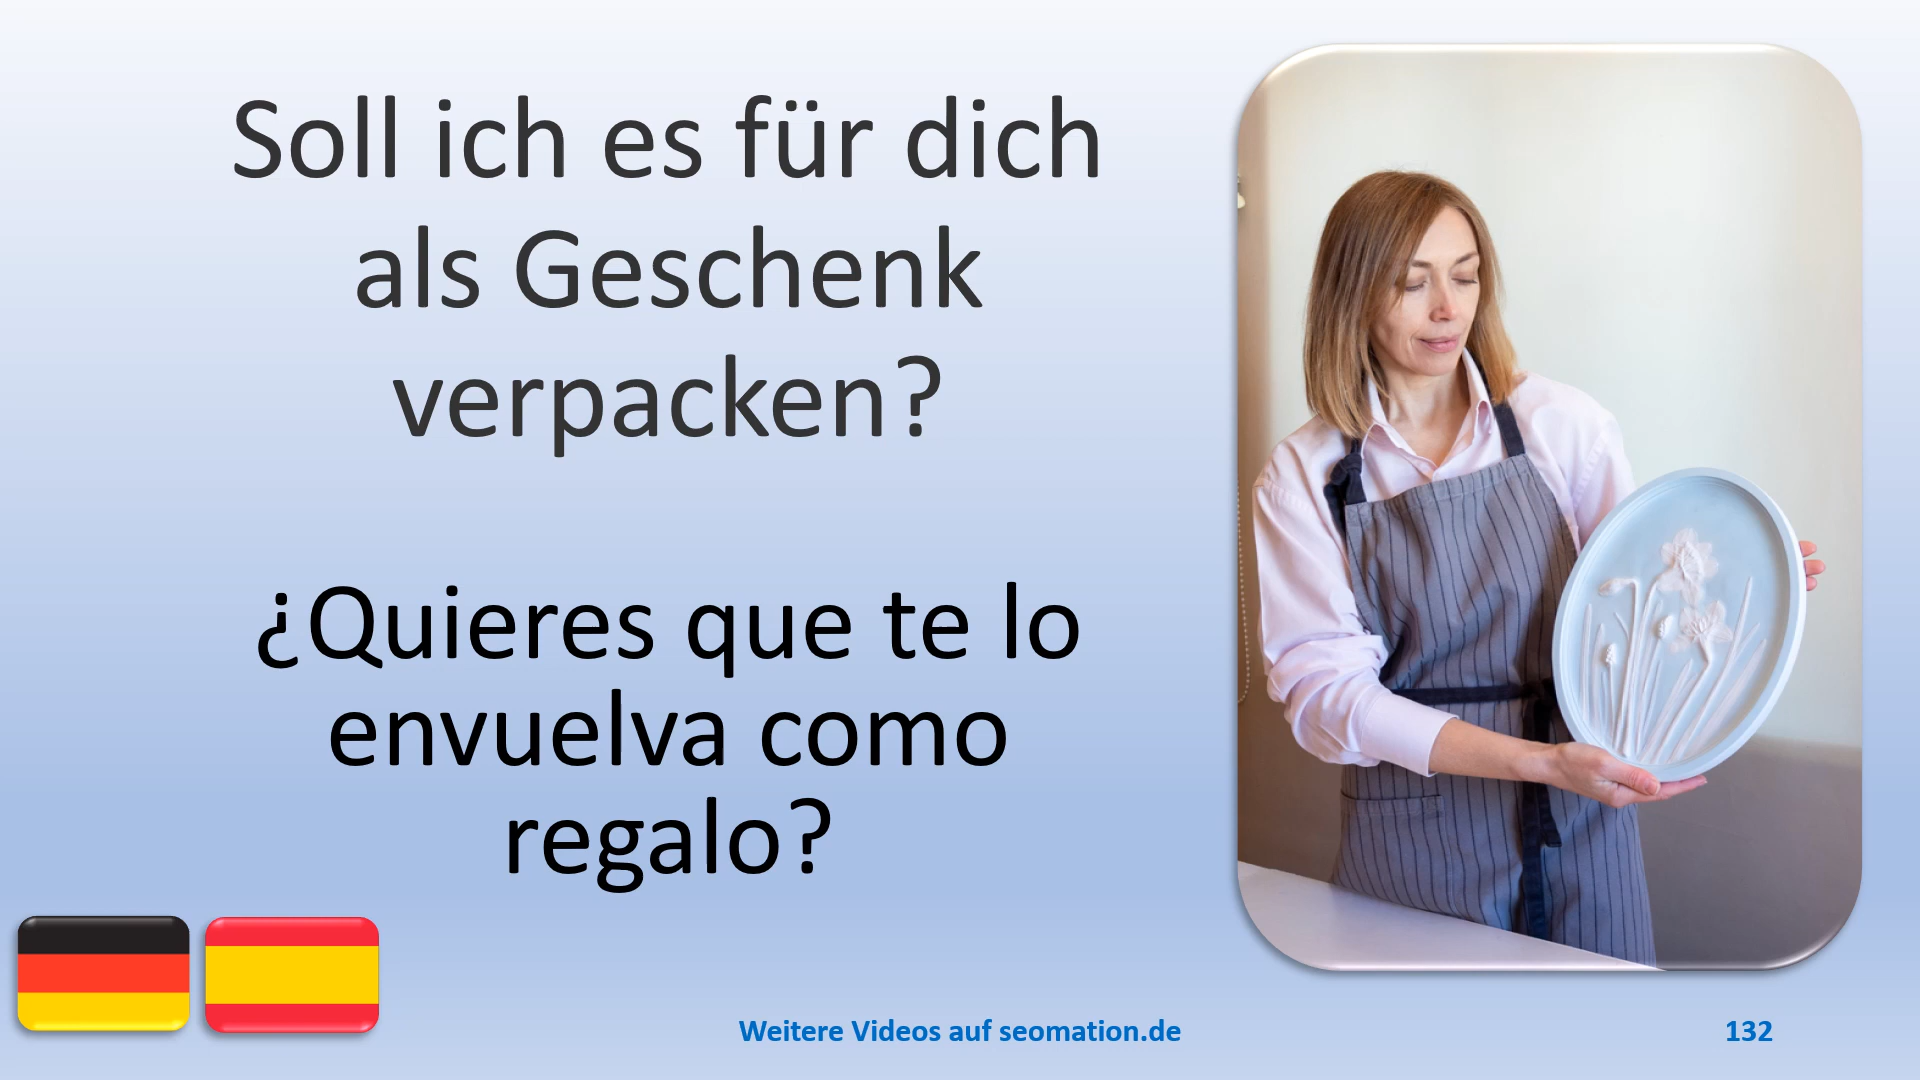 Soll ich es für dich
als Geschenk
verpacken?
¿Quieres que te lo
envuelva como
regalo?
Weitere Videos auf seomation.de
132